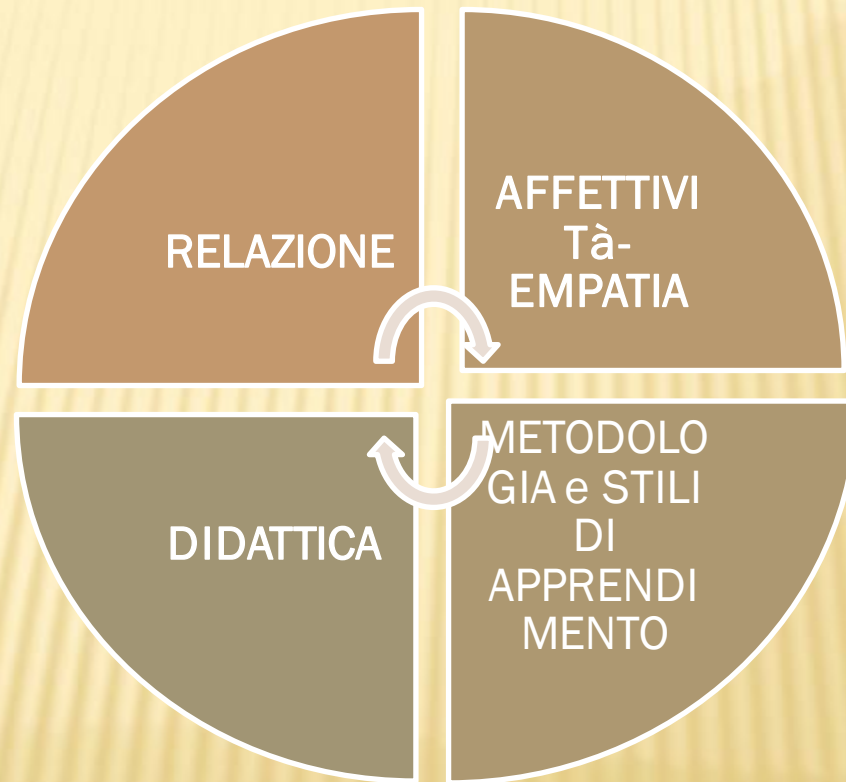 RELAZIONE
AFFETTIVI
Tà-
EMPATIA
DIDATTICA
METODOLO
GIA e STILI
DI
APPRENDI
MENTO